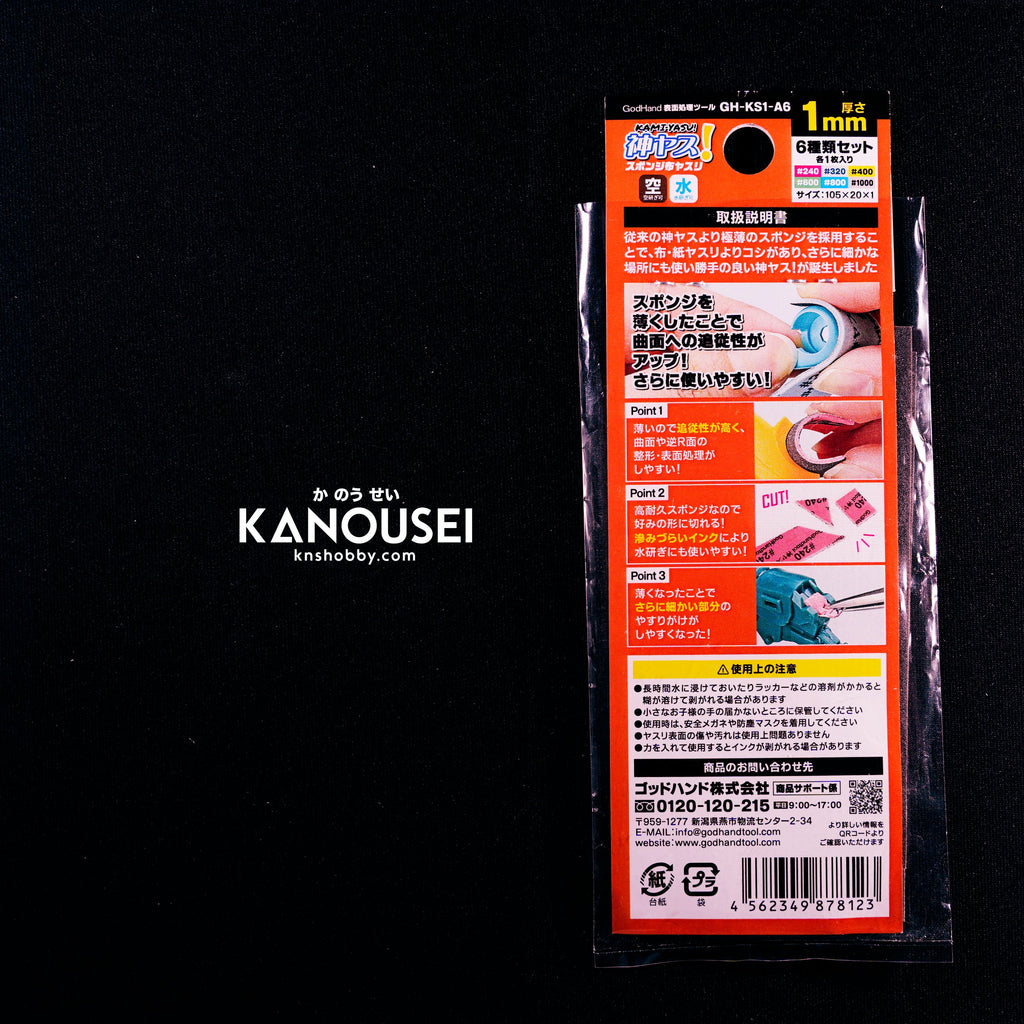 か のう せい
KANOUSEI
knshobby.com
GodHand 表面処理ツール GH-KS1-A6
厚さ
1mm
KAMI-YASU!
神ヤス!
スポンジ布ヤスリ
6種類セット
各1枚入り
#240 #320 #400
#600 #800 #1000
サイズ:105×20×1
空 水
空研ぎ可 水研ぎ可
取扱説明書
従来の神ヤスより極薄のスポンジを採用するこ
とで、布・紙ヤスリよりコシがあり、さらに細かな
場所にも使い勝手の良い神ヤス!が誕生しました
スポンジを
薄くしたことで
曲面への追従性が
アップ!
さらに使いやすい!
Point 1
薄いので追従性が高く、
曲面や逆R面の
整形・表面処理が
しやすい!
Point 2
高耐久スポンジなので
好みの形に切れる!
滲みづらいインクにより
水研ぎにも使いやすい!
CUT!
#240
#240
Point 3
薄くなったことで
さらに細かい部分の
やすりがけが
しやすくなった!
⚠使用上の注意
●長時間水に浸けておいたりラッカーなどの溶剤がかかると
糊が溶けて剥がれる場合があります
●小さなお子様の手の届かないところに保管してください
●使用時は、安全メガネや防塵マスクを着用してください
●ヤスリ表面の傷や汚れは使用上問題ありません
●力を入れて使用するとインクが剥がれる場合があります
商品のお問い合わせ先
ゴッドハンド株式会社 商品サポート係
0120-120-215 平日 9:00〜17:00
〒959-1277 新潟県燕市物流センター2-34
E-MAIL:info@godhandtool.com
website:www.godhandtool.com
より詳しい情報を
QRコードより
ご確認いただけます
紙 プラ
台紙 袋
4 562349 878123